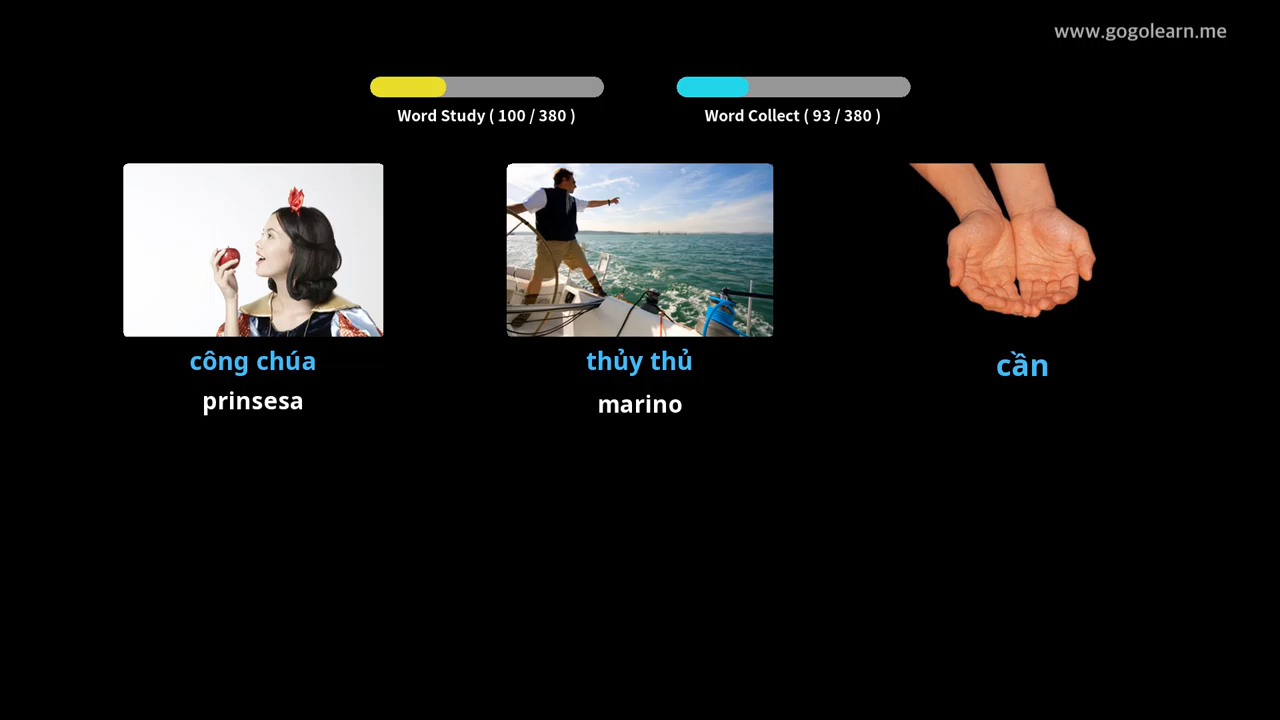 www.gogolearn.me
Word Study ( 100 / 380 )
Word Collect ( 93 / 380 )
công chúa
thủy thủ
cần
prinsesa
marino